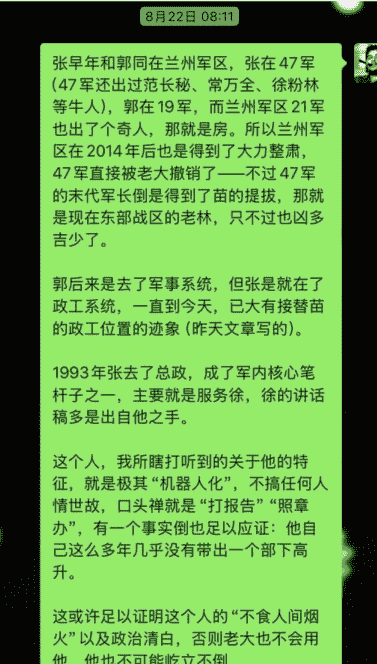 8月22日 08:11
张早年和郭同在兰州军区，张在47军
(47军还出过范长秘、常万全、徐粉林
等牛人)，郭在19军，而兰州军区21军
也出了个奇人，那就是房。所以兰州军
区在2014年后也是得到了大力整肃，
47军直接被老大撤销了——不过47军
的末代军长倒是得到了苗的提拔，那就
是现在东部战区的老林，只不过也凶多
吉少了。
郭后来是去了军事系统，但张是就在了
政工系统，一直到今天，已大有接替苗
的政工位置的迹象（昨天文章写的）。
1993年张去了总政，成了军内核心笔
杆子之一，主要就是服务徐，徐的讲话
稿多是出自他之手。
这个人，我所瞎打听到的关于他的特
征，就是极其“机器人化”，不搞任何人
情世故，口头禅就是“打报告”“照章
办”，有一个事实倒也足以应证：他自
己这么多年几乎没有带出一个部下高
升。
这或许足以证明这个人的“不食人间烟
火”以及政治清白，否则老大也不会用
他，他也不可能屹立不倒